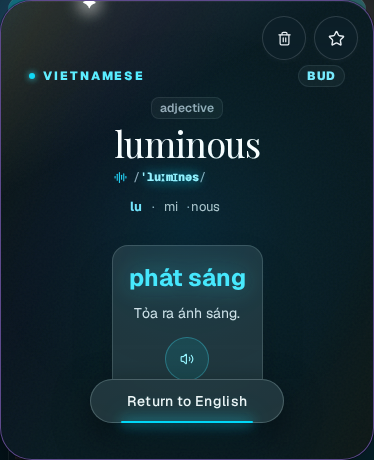 VIETNAMESE
BUD
adjective
luminous
/ˈluːmɪnəs/
lu · mi ·nous
phát sáng
Tỏa ra ánh sáng.
Return to English